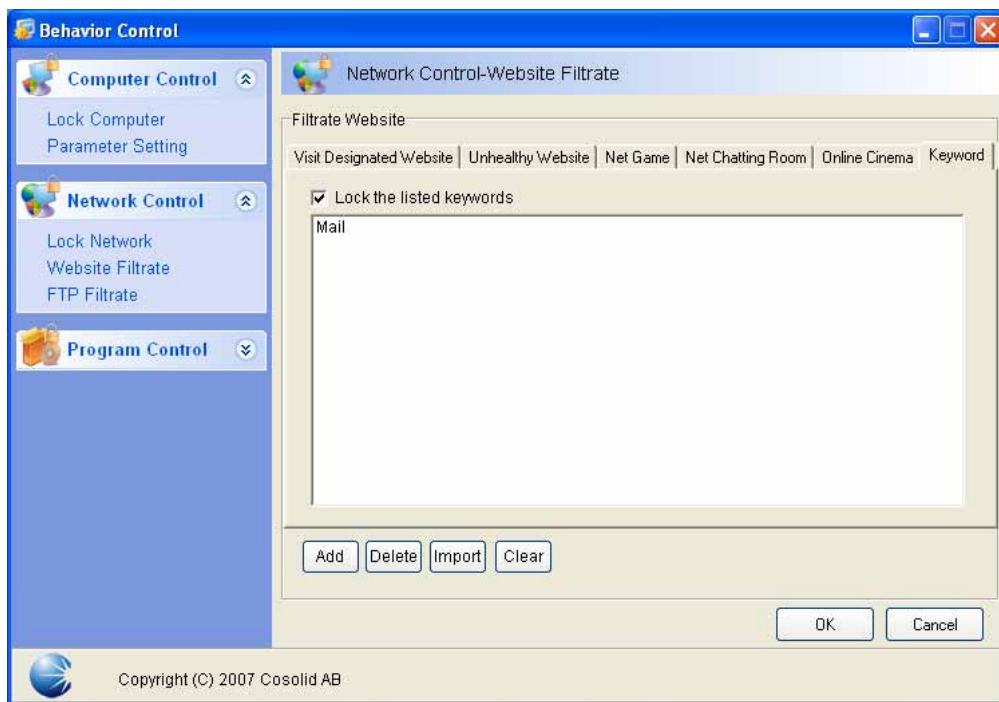 Behavior Control
Computer Control
Lock Computer
Parameter Setting
Network Control
Lock Network
Website Filtrate
FTP Filtrate
Program Control
Network Control-Website Filtrate
Filtrate Website
Visit Designated Website | Unhealthy Website | Net Game | Net Chatting Room | Online Cinema | Keyword
Lock the listed keywords
Mail
Add Delete Import Clear
OK Cancel
Copyright (C) 2007 Cosolid AB